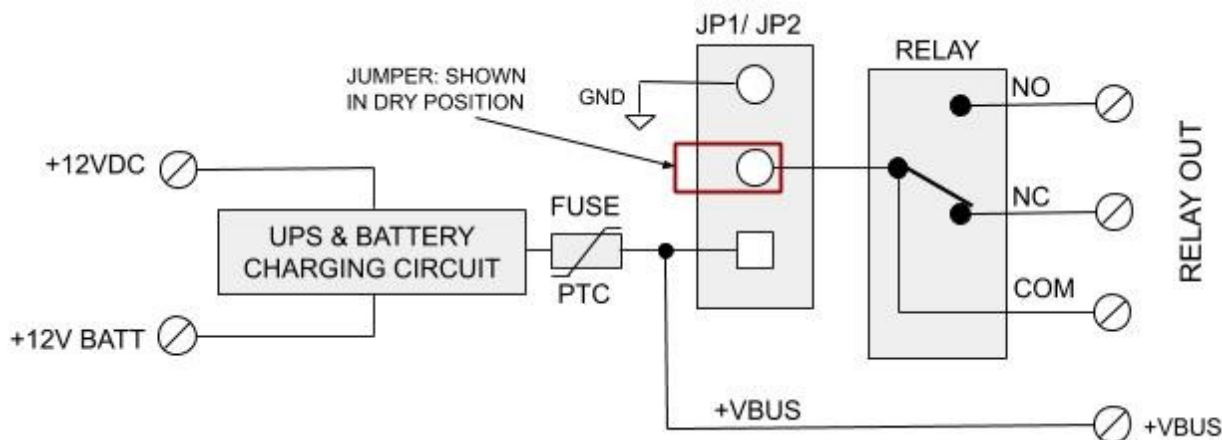 JP1/ JP2
RELAY
JUMPER: SHOWN
IN DRY POSITION
GND
NO
+12VDC
FUSE
UPS & BATTERY
CHARGING CIRCUIT
PTC
NC
COM
RELAY OUT
+12V BATT
+VBUS
+VBUS